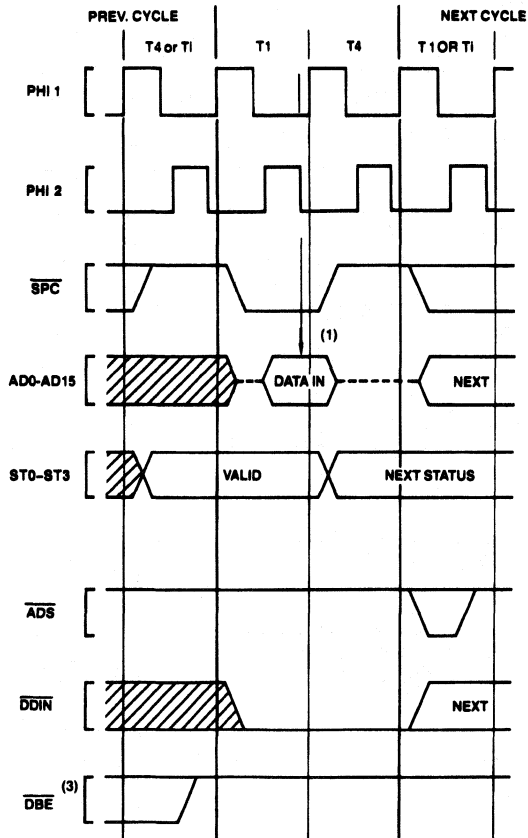 PREV. CYCLE NEXT CYCLE
T4 or Ti T1 T4 T1 OR Ti
PHI 1
PHI 2
SPC
(1)
AD0-AD15 DATA IN NEXT
ST0-ST3 VALID NEXT STATUS
ADS
DDIN NEXT
DBE (3)